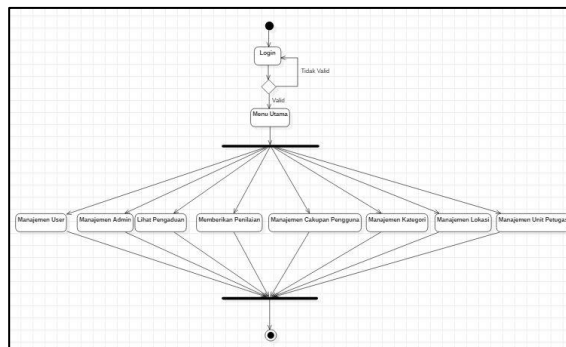 Login
Tidak Valid
Valid
Menu Utama
Manajemen User
Manajemen Admin
Lihat Pengaduan
Memberikan Penilaian
Manajemen Cakupan Pengguna
Manajemen Kategori
Manajemen Lokasi
Manajemen Unit Petugas